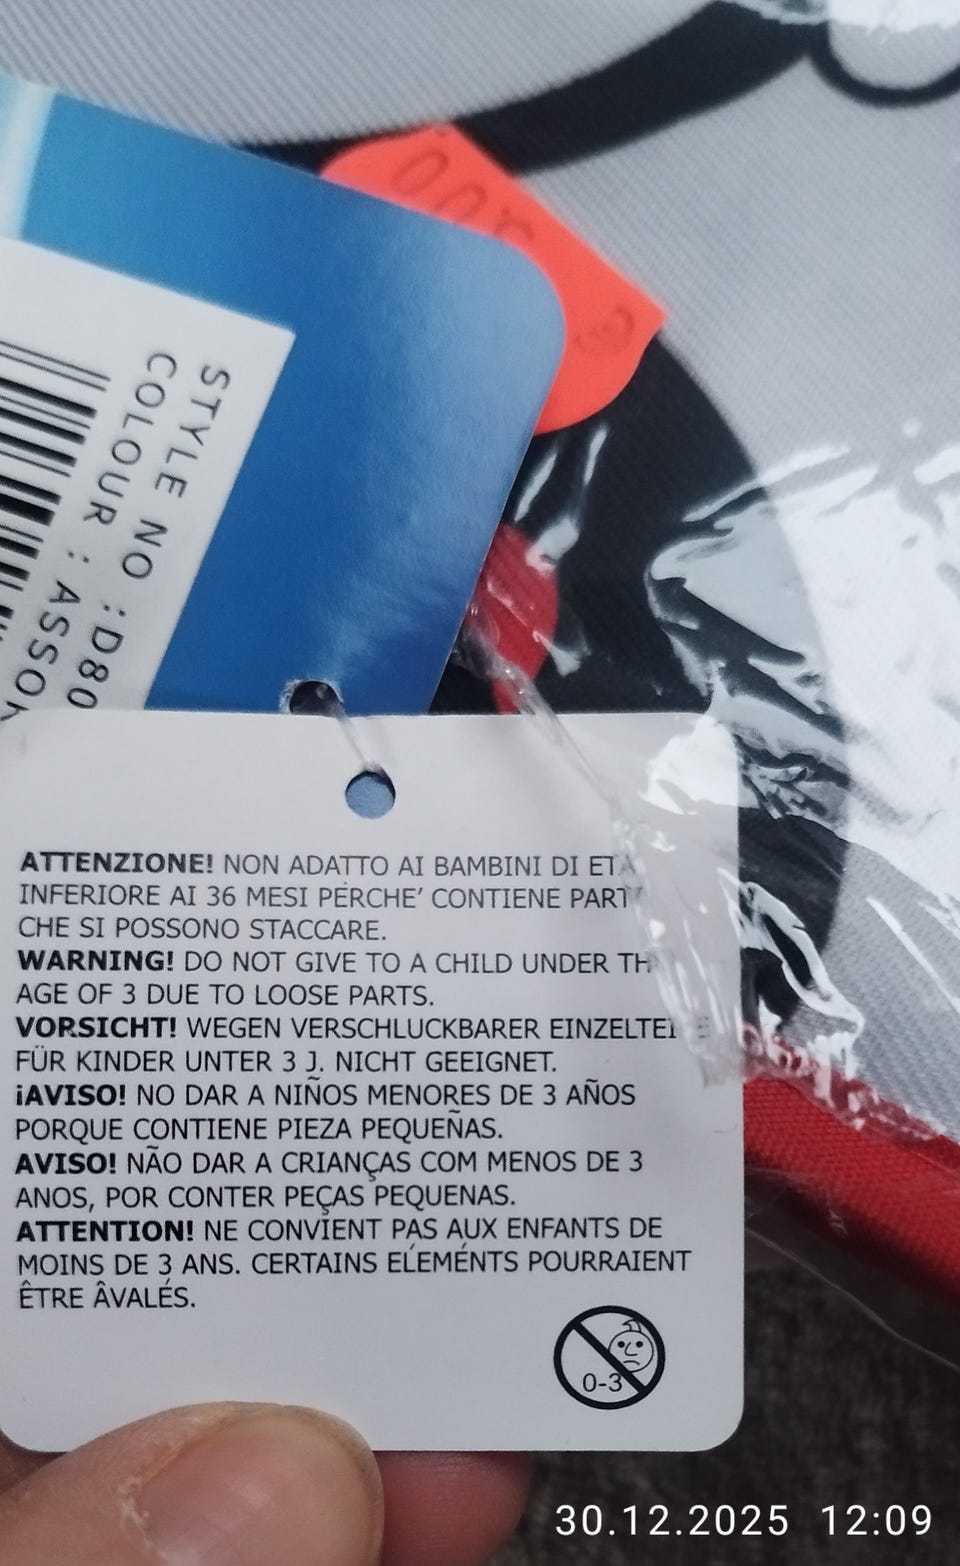 STYLE NO : D80
COLOUR : ASSOR
ATTENZIONE! NON ADATTO AI BAMBINI DI ETA
INFERIORE AI 36 MESI PERCHE' CONTIENE PART
CHE SI POSSONO STACCARE.
WARNING! DO NOT GIVE TO A CHILD UNDER TH
AGE OF 3 DUE TO LOOSE PARTS.
VORSICHT! WEGEN VERSCHLUCKBARER EINZELTEI E
FÜR KINDER UNTER 3 J. NICHT GEEIGNET.
¡AVISO! NO DAR A NIÑOS MENORES DE 3 AÑOS
PORQUE CONTIENE PIEZA PEQUEÑAS.
AVISO! NÃO DAR A CRIANÇAS COM MENOS DE 3
ANOS, POR CONTER PEÇAS PEQUENAS.
ATTENTION! NE CONVIENT PAS AUX ENFANTS DE
MOINS DE 3 ANS. CERTAINS ELÉMÉNTS POURRAIENT
ÊTRE ÂVALÉS.
0-3
30.12.2025 12:09